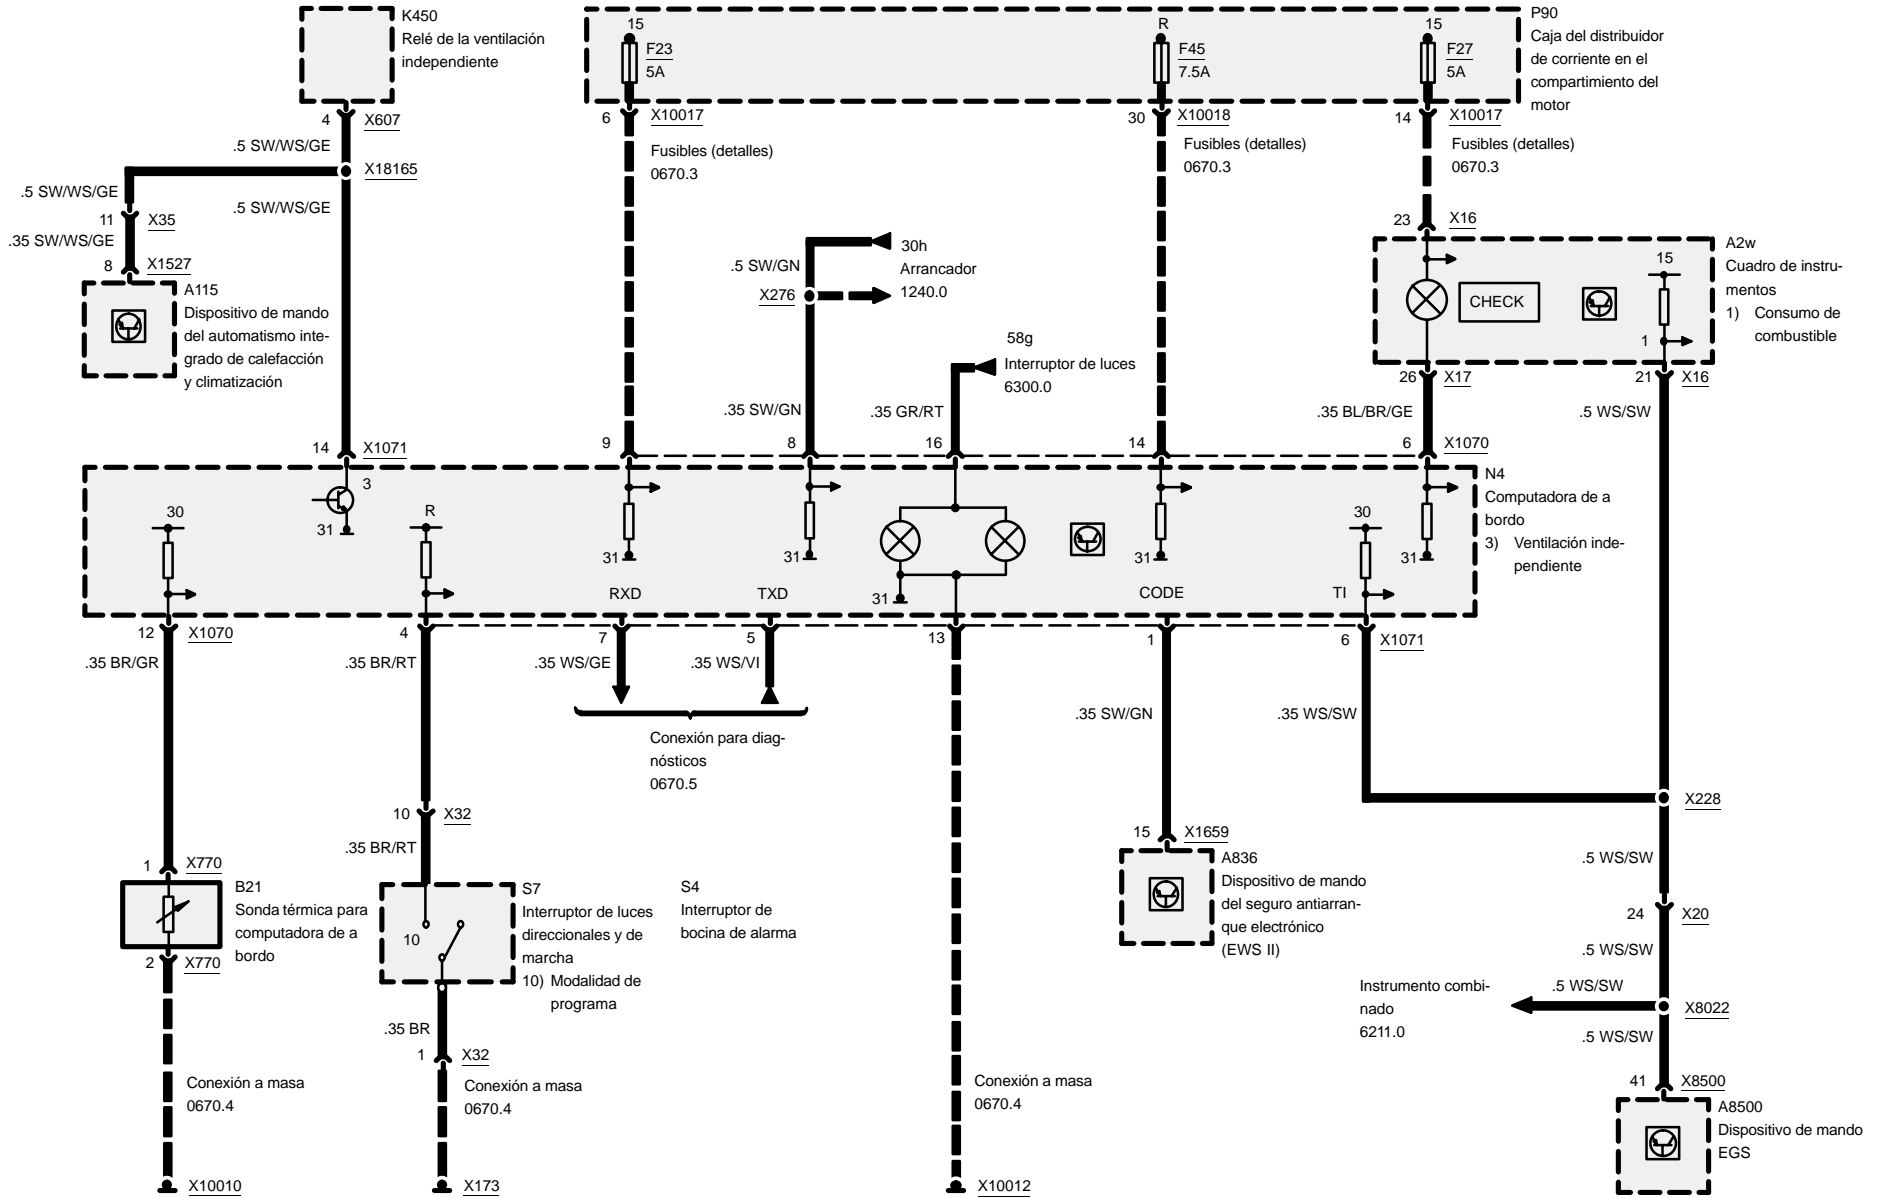 K450
Relé de la ventilación
independiente
15
F23
5A
R
F45
7.5A
15
F27
5A
P90
Caja del distribuidor
de corriente en el
compartimiento del
motor
4
X607
6
X10017
30
X10018
14
X10017
.5 SW/WS/GE
Fusibles (detalles)
0670.3
Fusibles (detalles)
0670.3
Fusibles (detalles)
0670.3
X18165
.5 SW/WS/GE
.5 SW/WS/GE
11
X35
.35 SW/WS/GE
8
X1527
A115
Dispositivo de mando
del automatismo inte-
grado de calefacción
y climatización
30h
Arrancador
1240.0
.5 SW/GN
X276
58g
Interruptor de luces
6300.0
23
X16
A2w
Cuadro de instru-
mentos
1) Consumo de
combustible
15
CHECK
1
26
X17
21
X16
.35 SW/GN
.35 GR/RT
.35 BL/BR/GE
.5 WS/SW
14
X1071
9
8
16
14
6
X1070
N4
Computadora de a
bordo
3) Ventilación inde-
pendiente
3
31
30
R
31
31
31
31
30
31
RXD
TXD
CODE
TI
12
X1070
4
7
5
13
1
6
X1071
.35 BR/GR
.35 BR/RT
.35 WS/GE
.35 WS/VI
.35 SW/GN
.35 WS/SW
Conexión para diag-
nósticos
0670.5
X228
10
X32
.35 BR/RT
15
X1659
A836
Dispositivo de mando
del seguro antiarran-
que electrónico
(EWS II)
.5 WS/SW
1
X770
B21
Sonda térmica para
computadora de a
bordo
2
X770
10
S7
Interruptor de luces
direccionales y de
marcha
10) Modalidad de
programa
S4
Interruptor de
bocina de alarma
24
X20
.5 WS/SW
Instrumento combi-
nado
6211.0
.5 WS/SW
X8022
.5 WS/SW
.35 BR
1
X32
Conexión a masa
0670.4
Conexión a masa
0670.4
Conexión a masa
0670.4
41
X8500
A8500
Dispositivo de mando
EGS
X10010
X173
X10012